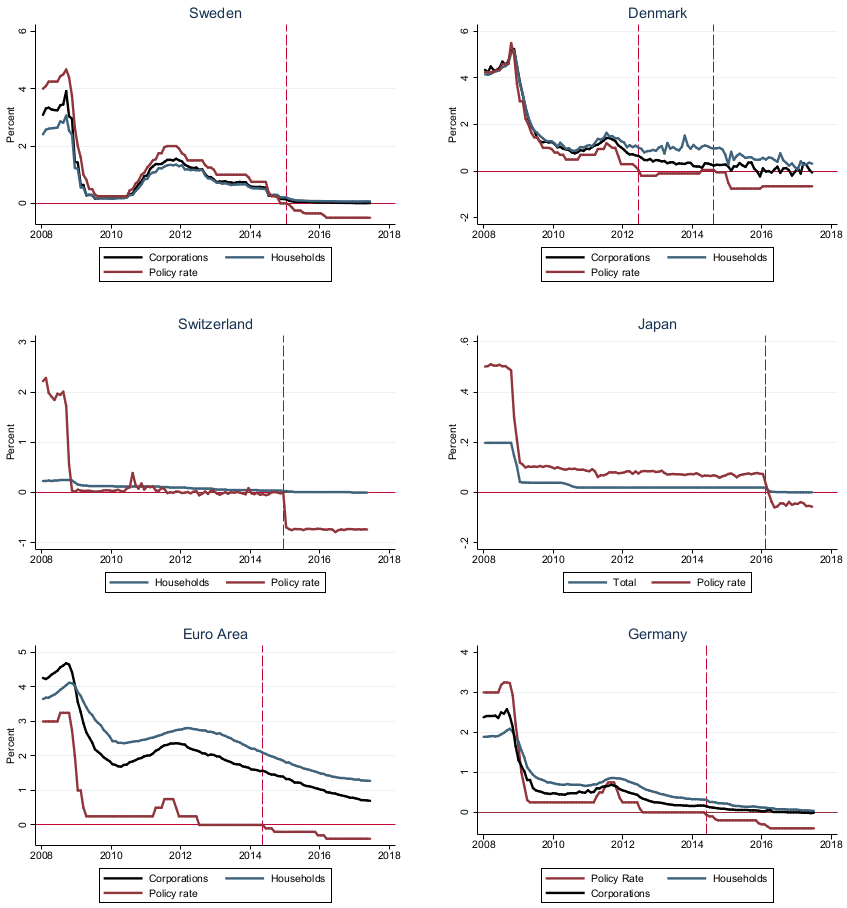 Sweden
Percent
6
4
2
0
2008 2010 2012 2014 2016 2018
Corporations Households
Policy rate
Denmark
Percent
6
4
2
0
-2
2008 2010 2012 2014 2016 2018
Corporations Households
Policy rate
Switzerland
Percent
3
2
1
0
-1
2008 2010 2012 2014 2016 2018
Households Policy rate
Japan
Percent
.6
.4
.2
0
-.2
2008 2010 2012 2014 2016 2018
Total Policy rate
Euro Area
Percent
5
4
3
2
1
0
2008 2010 2012 2014 2016 2018
Corporations Households
Policy rate
Germany
4
3
2
1
0
2008 2010 2012 2014 2016 2018
Policy Rate Households
Corporations